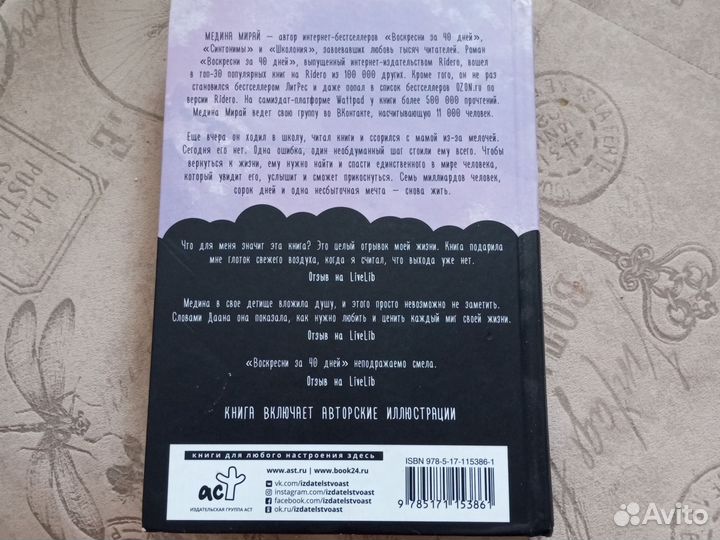 Медина Мирай — автор интернет-бестселлеров «Воскресни за 40 дней»,
«Сингонимы» и «Школония», завоевавших любовь тысяч читателей. Роман
«Воскресни за 40 дней», выпущенный интернет-издательством Ridero, вошел
в топ-30 популярных книг на Ridero из 100 000 других. Кроме того, он не раз
становился бестселлером ЛитРес и даже попал в список бестселлеров OZON.ru по
версии Ridero. На самиздат-платформе Wattpad у книги более 500 000 прочтений.
Медина Мирай ведет свою группу во ВКонтакте, насчитывающую 11 000 человек.
Еще вчера он ходил в школу, читал книги и ссорился с мамой из-за мелочей.
Сегодня его нет. Одна ошибка, один необдуманный шаг стоили ему всего. Чтобы
вернуться к жизни, ему нужно найти и спасти единственного в мире человека,
который увидит его, услышит и сможет прикоснуться. Семь миллиардов человек,
сорок дней и одна несбыточная мечта — снова жить.
Что для меня значит эта книга? Это целый отрывок моей жизни. Книга подарила
мне глоток свежего воздуха, когда я считал, что выхода уже нет.
Отзыв на LiveLib
Медина в свое детище вложила душу, и этого просто невозможно не заметить.
Словами Даана она показала, как нужно любить и ценить каждый миг своей жизни.
Отзыв на LiveLib
«Воскресни за 40 дней» неподражаемо смела.
Отзыв на LiveLib
КНИГА ВКЛЮЧАЕТ АВТОРСКИЕ ИЛЛЮСТРАЦИИ
книги для любого настроения здесь
www.ast.ru | www.book24.ru
vk.com/izdatelstvoast
instagram.com/izdatelstvoast
facebook.com/izdatelstvoast
ok.ru/izdatelstvoast
аст
ИЗДАТЕЛЬСКАЯ ГРУППА АСТ
ISBN 978-5-17-115386-1
9 785171 153861
PLACE
POSTAGE
Avito